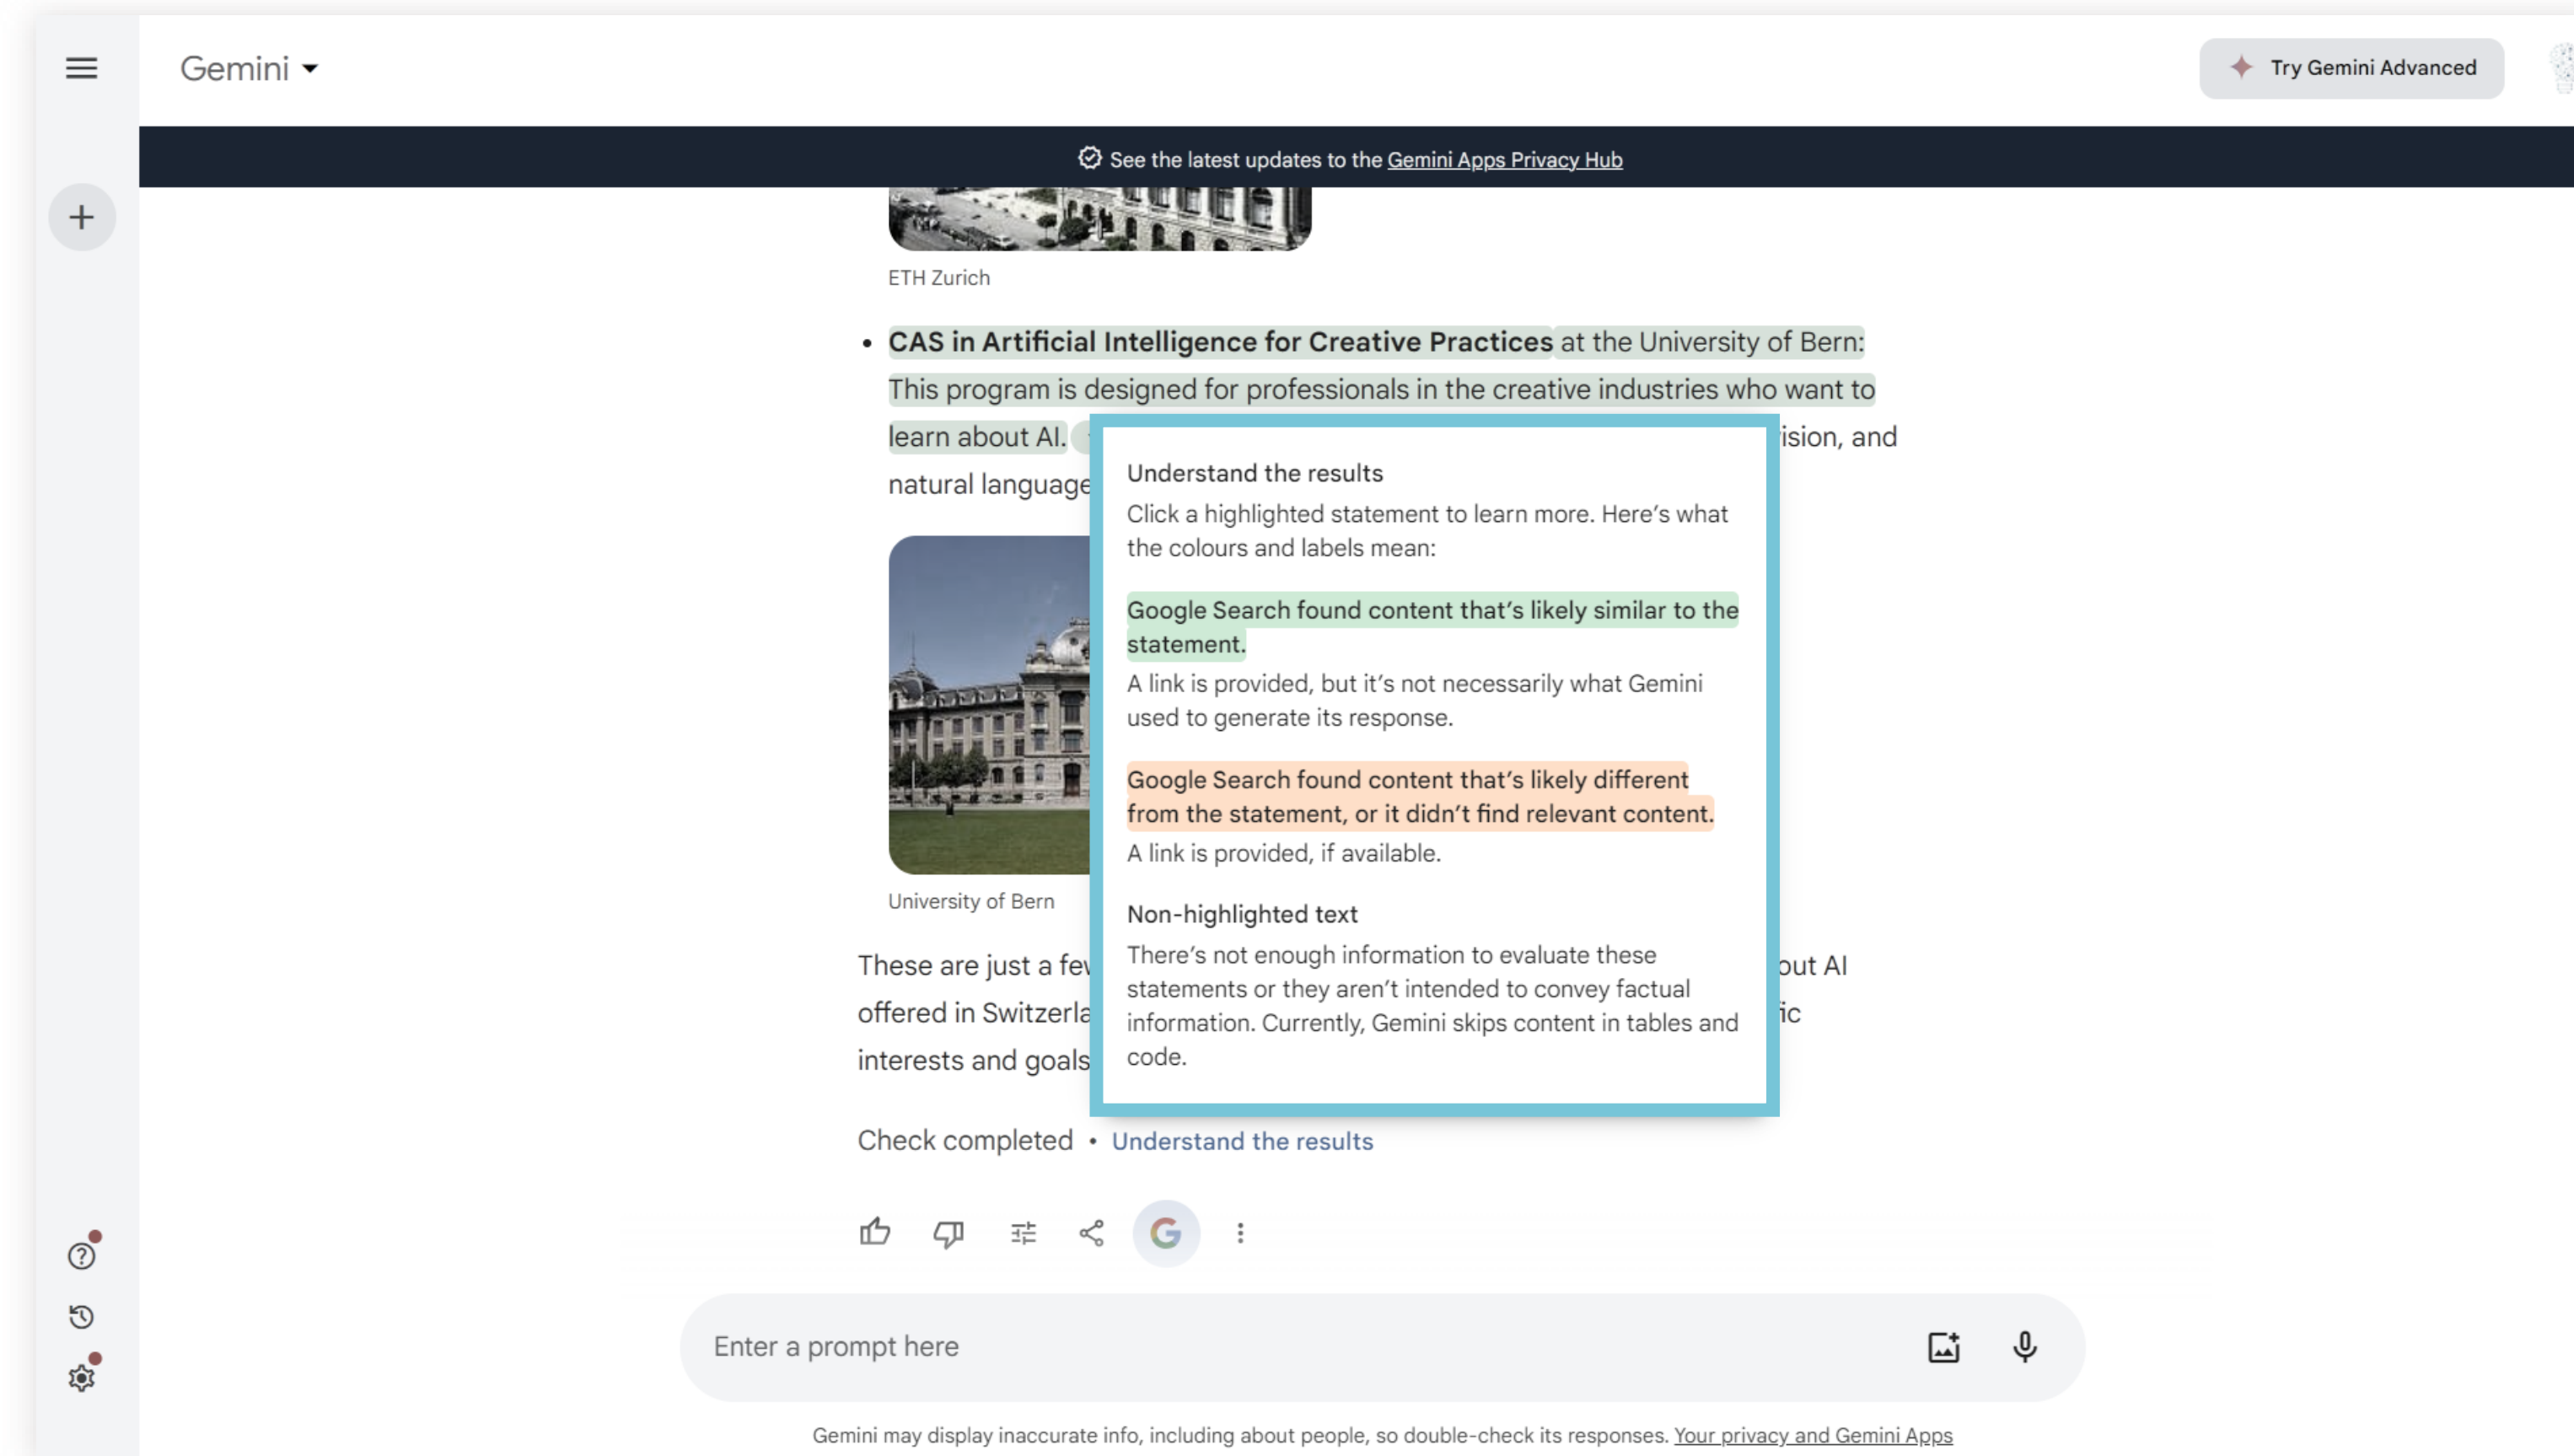 Gemini
Try Gemini Advanced
See the latest updates to the Gemini Apps Privacy Hub
ETH Zurich
• CAS in Artificial Intelligence for Creative Practices at the University of Bern:
This program is designed for professionals in the creative industries who want to
learn about AI.
and
natural language
Understand the results
Click a highlighted statement to learn more. Here's what
the colours and labels mean:
Google Search found content that's likely similar to the
statement.
A link is provided, but it's not necessarily what Gemini
used to generate its response.
Google Search found content that's likely different
from the statement, or it didn't find relevant content.
A link is provided, if available.
Non-highlighted text
There's not enough information to evaluate these
statements or they aren't intended to convey factual
information. Currently, Gemini skips content in tables and
code.
University of Bern
These are just a
AI
offered in
interests and goals
Check completed • Understand the results
Enter a prompt here
Gemini may display inaccurate info, including about people, so double-check its responses. Your privacy and Gemini Apps